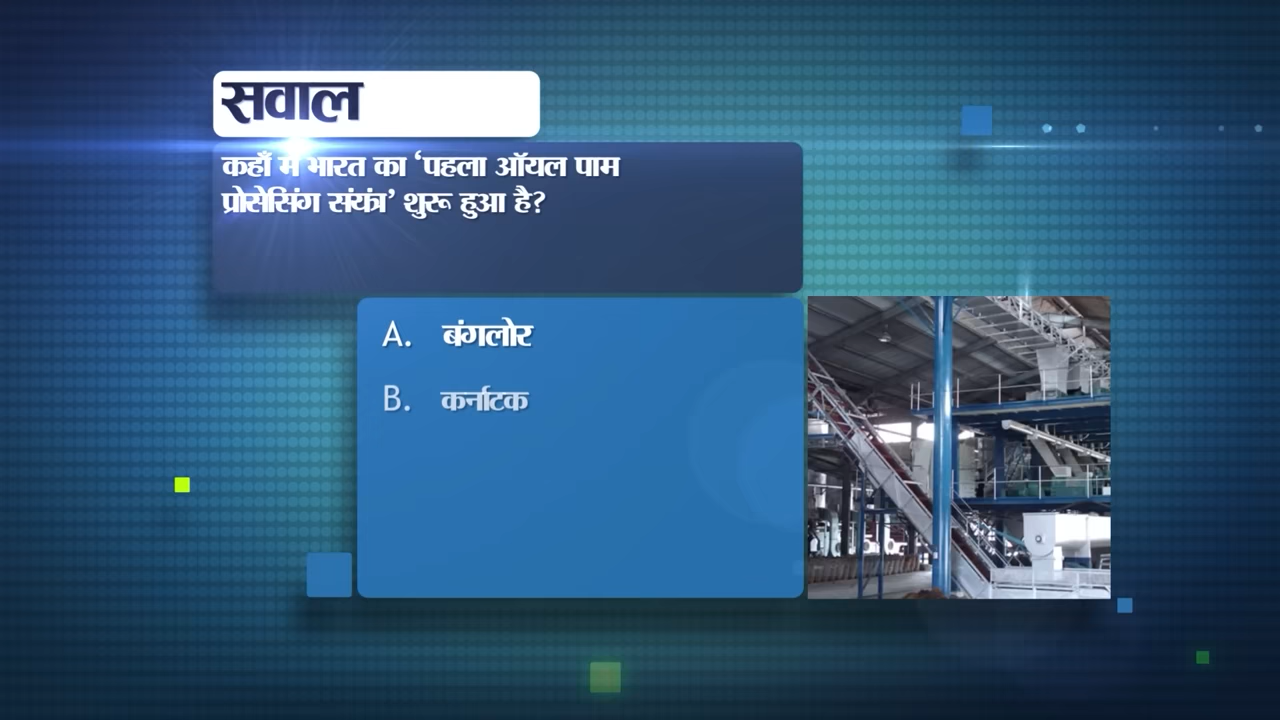 सवाल
कहाँ में भारत का ‘पहला ऑयल पाम
प्रोसेसिंग संयंत्र’ शुरू हुआ है?
A. बंगलोर
B. कर्नाटक